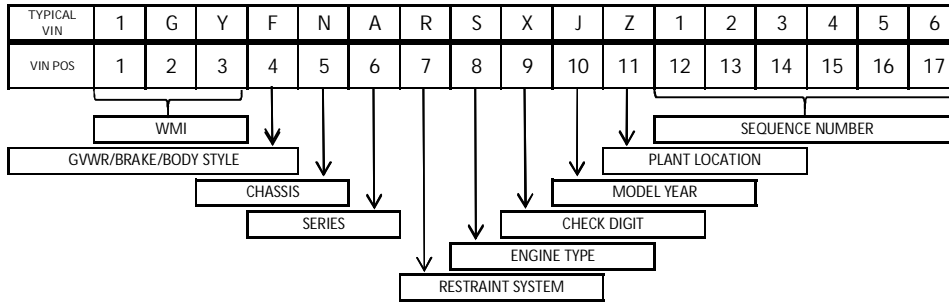 TYPICAL VIN 1 G Y F N A R S X J Z 1 2 3 4 5 6
VIN POS 1 2 3 4 5 6 7 8 9 10 11 12 13 14 15 16 17
WMI SEQUENCE NUMBER
GVWR/BRAKE/BODY STYLE PLANT LOCATION
CHASSIS MODEL YEAR
SERIES CHECK DIGIT
ENGINE TYPE
RESTRAINT SYSTEM